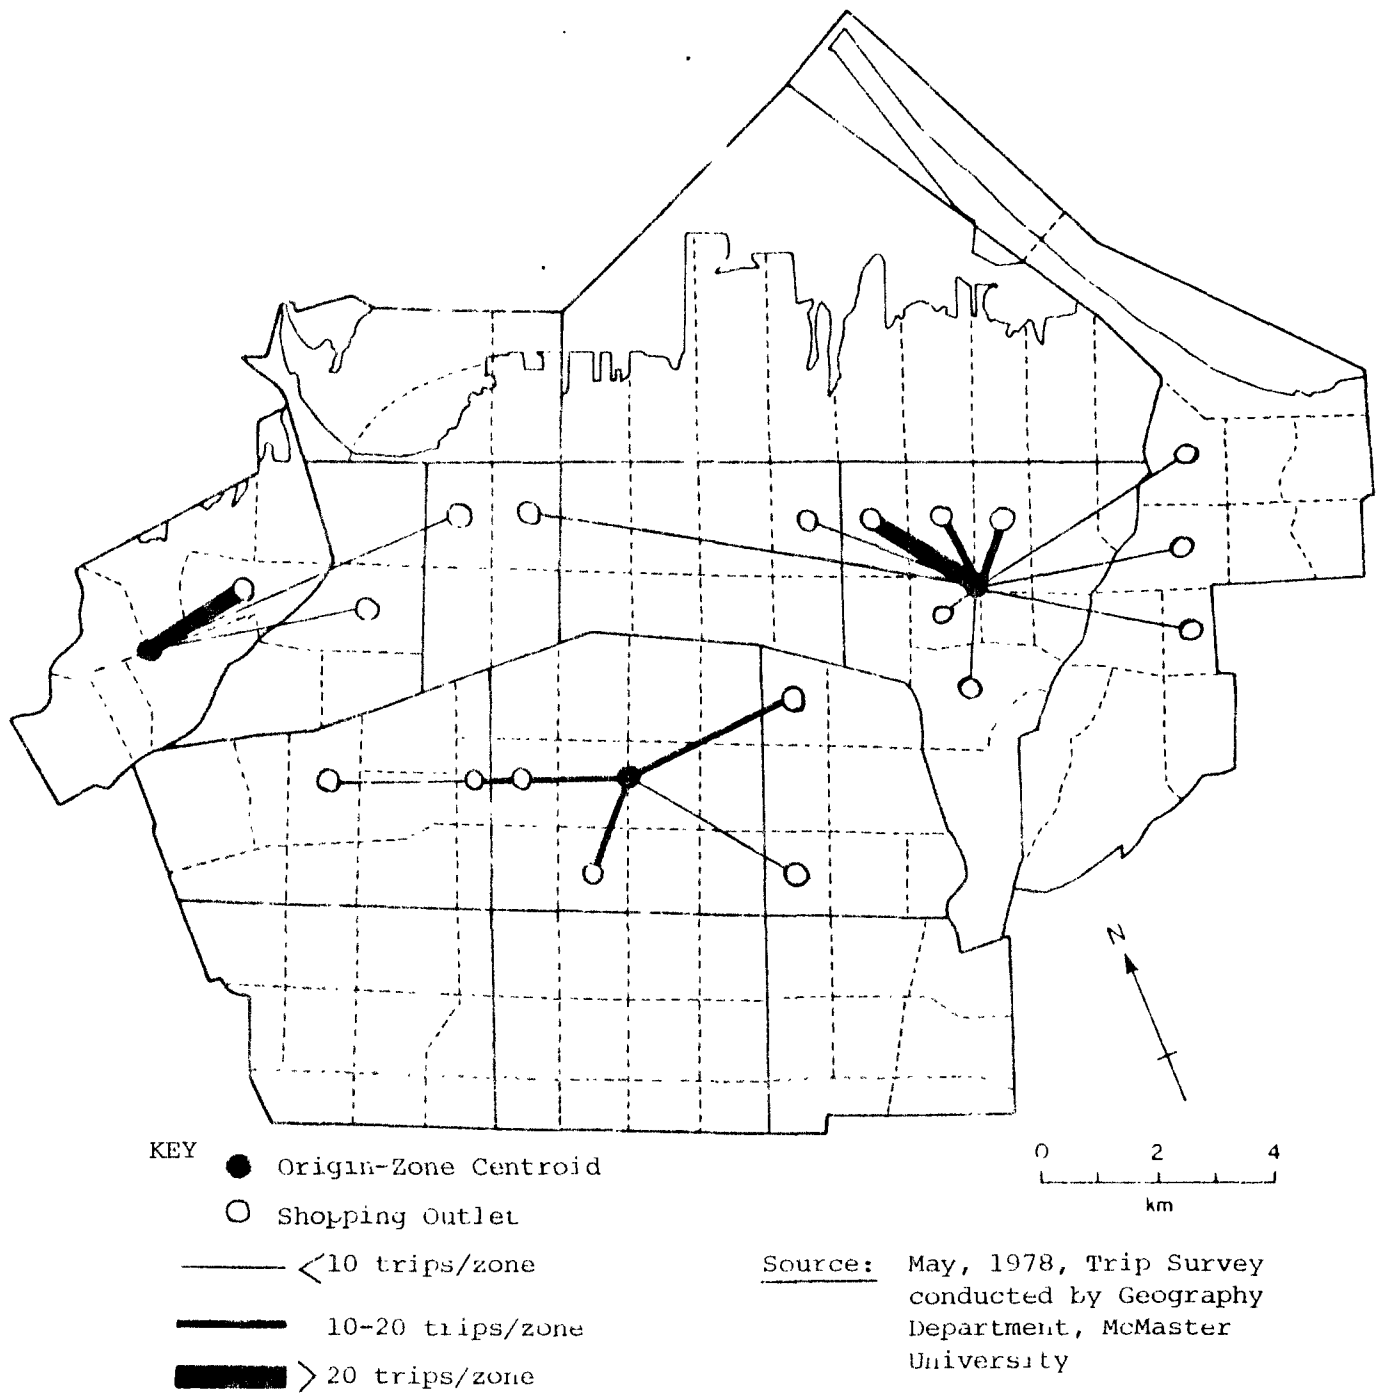 N
KEY
Origin-Zone Centroid
Shopping Outlet
<10 trips/zone
10-20 trips/zone
>20 trips/zone
0 2 4
km
Source: May, 1978, Trip Survey
conducted by Geography
Department, McMaster
University